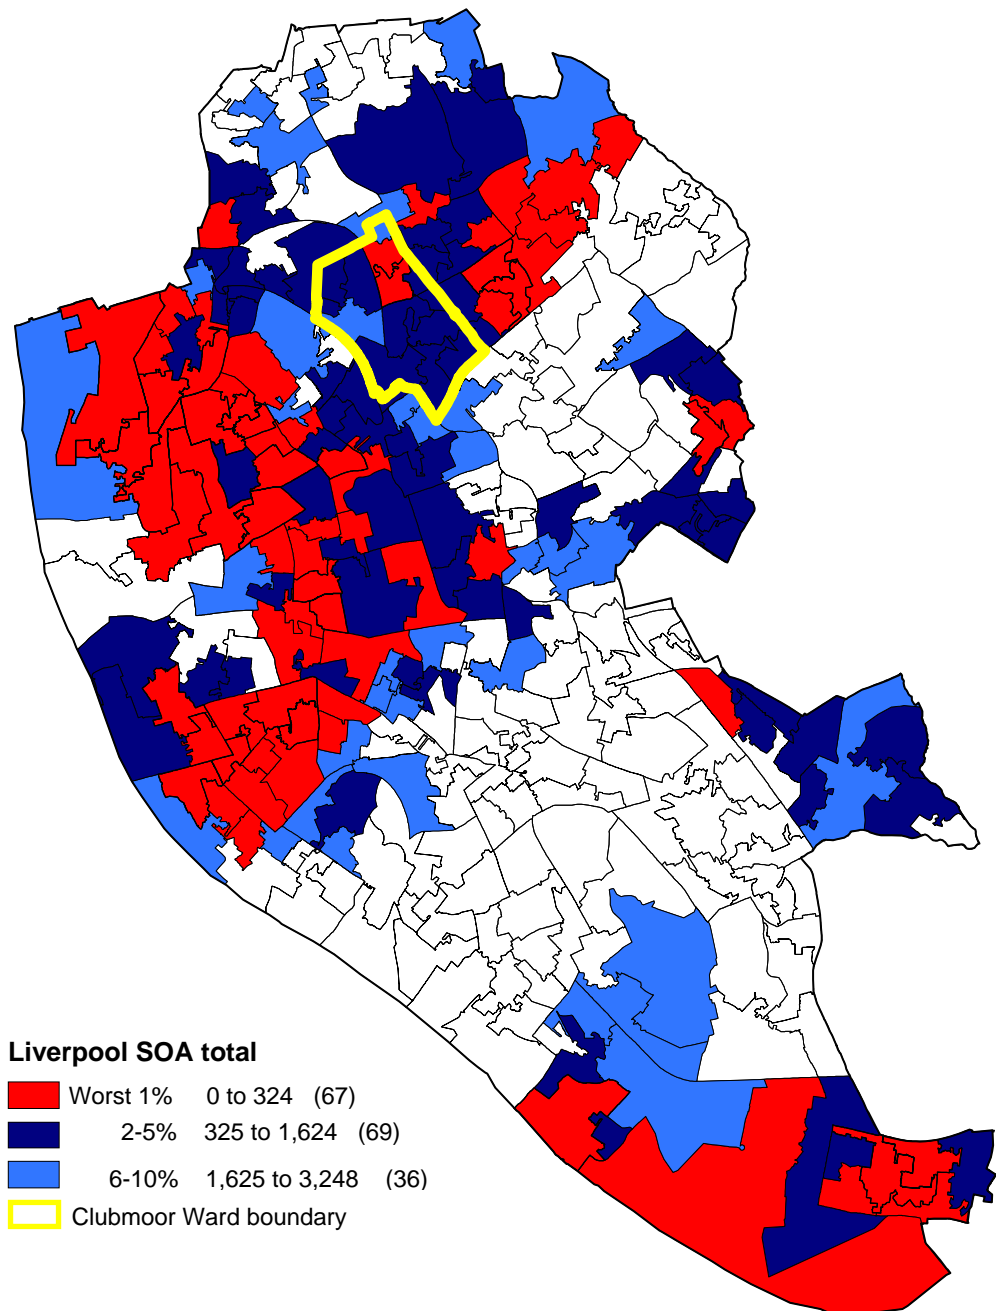 Liverpool SOA total
Worst 1% 0 to 324 (67)
2-5% 325 to 1,624 (69)
6-10% 1,625 to 3,248 (36)
Clubmoor Ward boundary